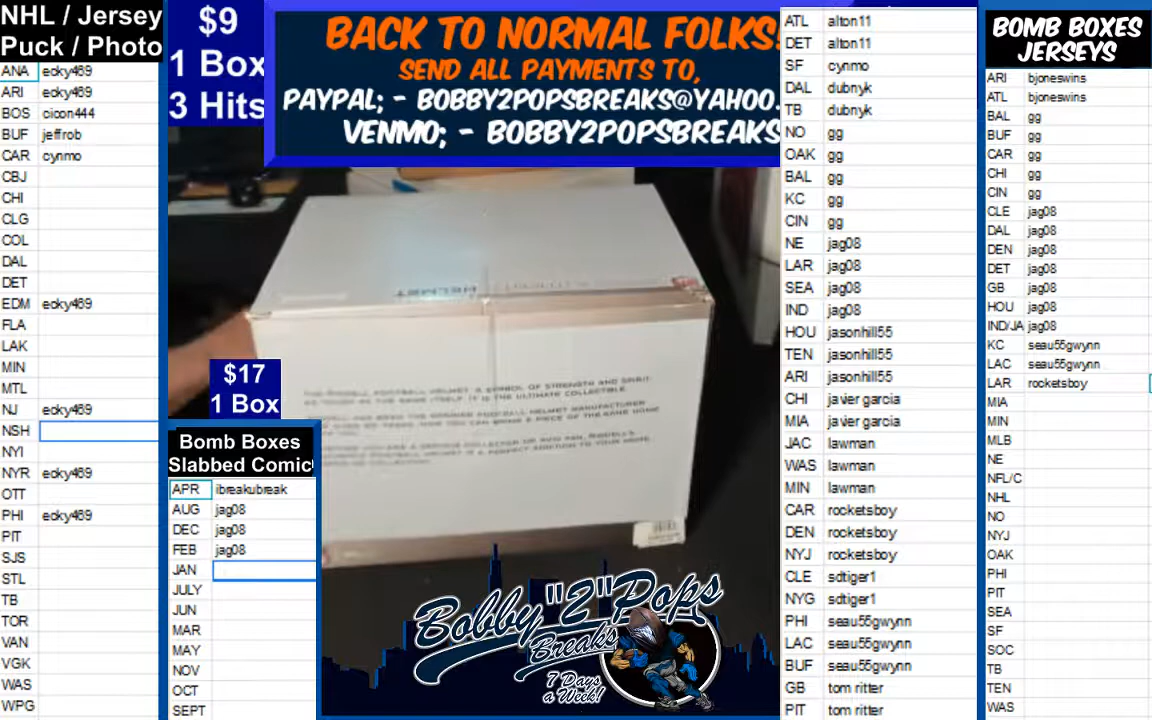 NHL / Jersey
Puck / Photo
ANA edky469
ARI edky469
BOS cicon444
BUF jeffrob
CAR cynmo
CBJ
CHI
CLG
COL
DAL
DET
EDM edky469
FLA
LAK
MIN
MTL
NJ edky469
NSH
NYI
NYR edky469
OTT
PHI edky469
PIT
SJS
STL
TB
TOR
VAN
VGK
WAS
WPG
$9
1 Box
3 Hits
BACK TO NORMAL FOLKS!
SEND ALL PAYMENTS TO,
PAYPAL; - BOBBY2POPSBREAKS@YAHOO.
VENMO; - BOBBY2POPSBREAKS
HELMET
$17
1 Box
Bomb Boxes
Slabbed Comic
APR ibreakubreak
AUG jag08
DEC jag08
FEB jag08
JAN
JULY
JUN
MAR
MAY
NOV
OCT
SEPT
Bobby "2" Pops
Breaks
7 Days
a Week!
ATL alton11
DET alton11
SF cynmo
DAL dubnyk
TB dubnyk
NO gg
OAK gg
BAL gg
KC gg
CIN gg
NE jag08
LAR jag08
SEA jag08
IND jag08
HOU jasonhill55
TEN jasonhill55
ARI jasonhill55
CHI javier garcia
MIA javier garcia
JAC lawman
WAS lawman
MIN lawman
CAR rocketsboy
DEN rocketsboy
NYJ rocketsboy
CLE sdtiger1
NYG sdtiger1
PHI seau55gwynn
LAC seau55gwynn
BUF seau55gwynn
GB tom ritter
PIT tom ritter
BOMB BOXES
JERSEYS
ARI bjoneswins
ATL bjoneswins
BAL gg
BUF gg
CAR gg
CHI gg
CIN gg
CLE jag08
DAL jag08
DEN jag08
DET jag08
GB jag08
HOU jag08
IND/JA jag08
KC seau55gwynn
LAC seau55gwynn
LAR rocketsboy
MIA
MIN
MLB
NE
NFL/C
NHL
NO
NYJ
OAK
PHI
PIT
SEA
SF
SOC
TB
TEN
WAS